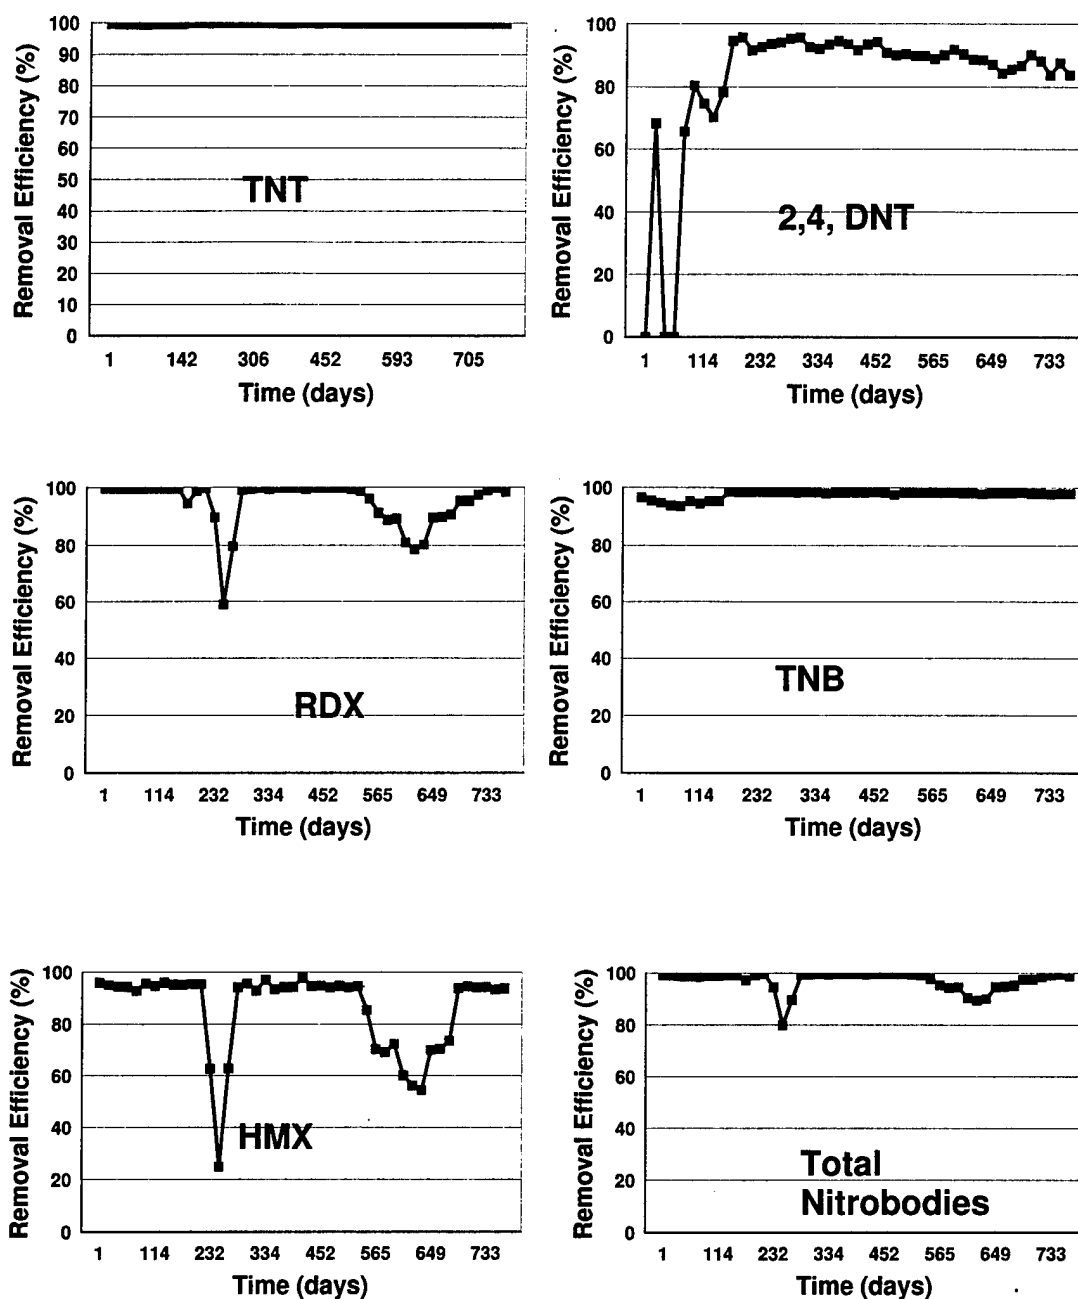 Removal Efficiency (%)
100
90
80
70
60
50
40
30
20
10
0
TNT
1 142 306 452 593 705
Time (days)
Removal Efficiency (%)
100
80
60
40
20
0
2,4, DNT
1 114 232 334 452 565 649 733
Time (days)
Removal Efficiency (%)
100
80
60
40
20
0
RDX
1 114 232 334 452 565 649 733
Time (days)
Removal Efficiency (%)
100
80
60
40
20
0
TNB
1 114 232 334 452 565 649 733
Time (days)
Removal Efficiency (%)
100
80
60
40
20
0
HMX
1 114 232 334 452 565 649 733
Time (days)
Removal Efficiency (%)
100
80
60
40
20
0
Total
Nitrobodies
1 114 232 334 452 565 649 733
Time (days)